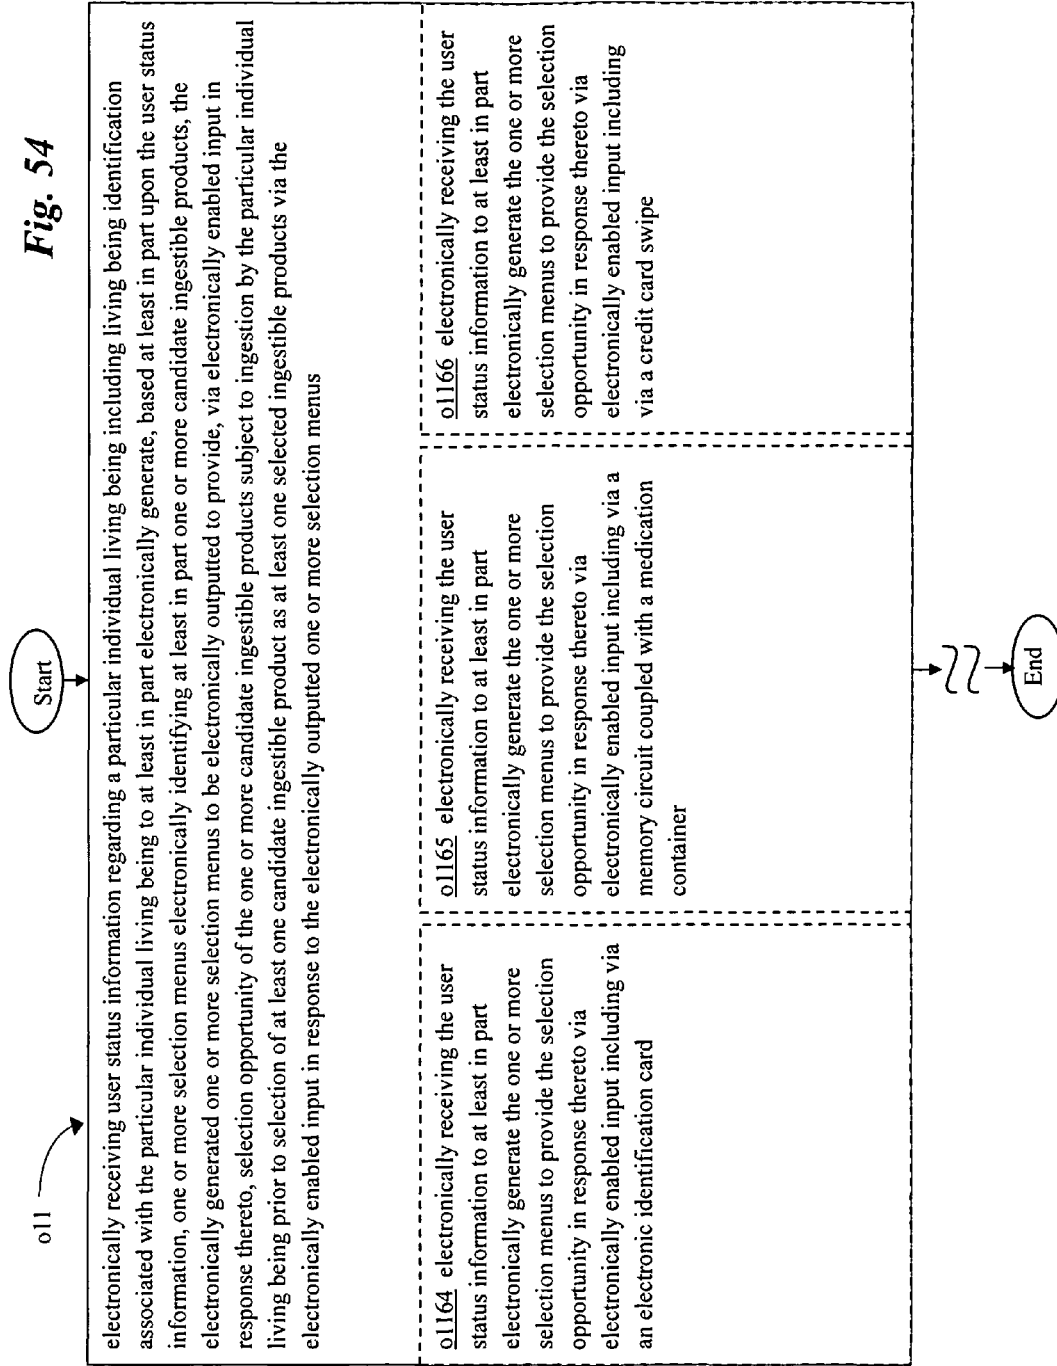 Fig. 54
Start
o11
electronically receiving user status information regarding a particular individual living being including living being identification
associated with the particular individual living being to at least in part electronically generate, based at least in part upon the user status
information, one or more selection menus electronically identifying at least in part one or more candidate ingestible products, the
electronically generated one or more selection menus to be electronically outputted to provide, via electronically enabled input in
response thereto, selection opportunity of the one or more candidate ingestible products subject to ingestion by the particular individual
living being prior to selection of at least one candidate ingestible product as at least one selected ingestible products via the
electronically enabled input in response to the electronically outputted one or more selection menus
o1164 electronically receiving the user
status information to at least in part
electronically generate the one or more
selection menus to provide the selection
opportunity in response thereto via
electronically enabled input including via
an electronic identification card
o1165 electronically receiving the user
status information to at least in part
electronically generate the one or more
selection menus to provide the selection
opportunity in response thereto via
electronically enabled input including via a
memory circuit coupled with a medication
container
o1166 electronically receiving the user
status information to at least in part
electronically generate the one or more
selection menus to provide the selection
opportunity in response thereto via
electronically enabled input including
via a credit card swipe
End